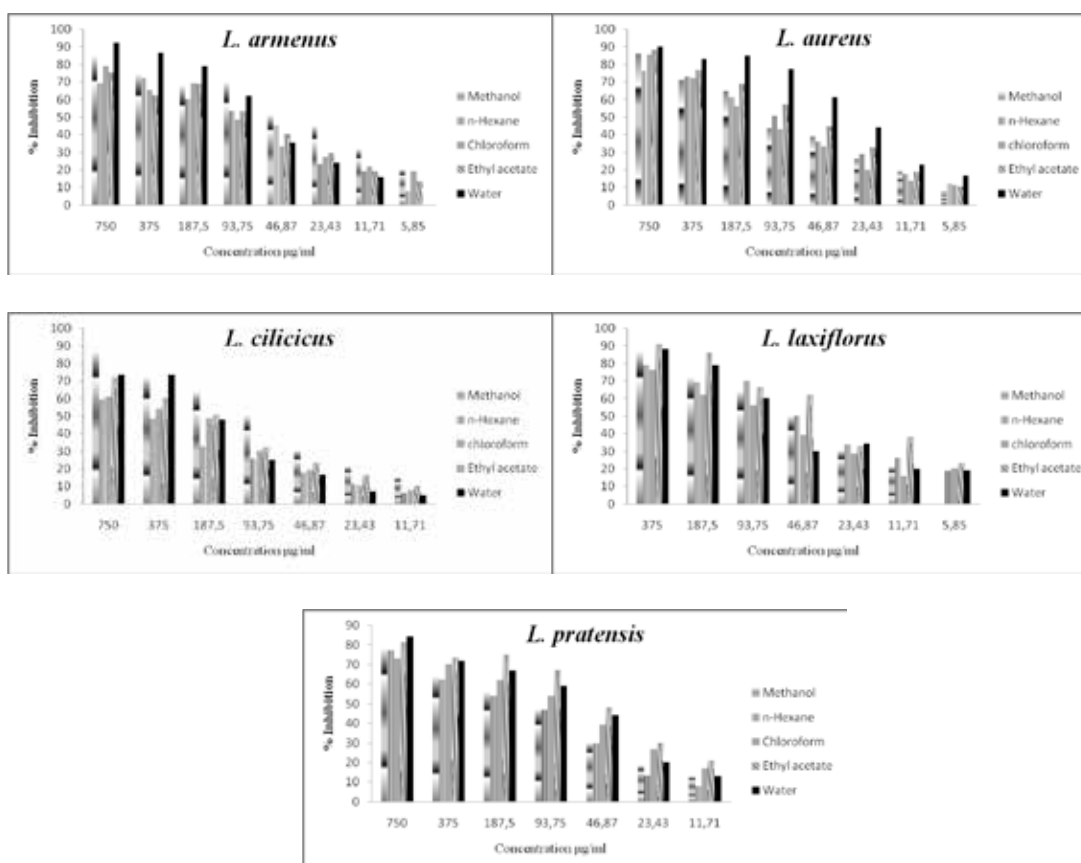 L. armenus
100
90
80
70
60
50
40
30
20
10
0
% Inhibition
750 375 187,5 93,75 46,87 23,43 11,71 5,85
Concentration µg/ml
Methanol
n-Hexane
Chloroform
Ethyl acetate
Water
L. aureus
100
90
80
70
60
50
40
30
20
10
0
% Inhibition
750 375 187,5 93,75 46,87 23,43 11,71 5,85
Concentration µg/ml
Methanol
n-Hexane
chloroform
Ethyl acetate
Water
L. cilicicus
100
90
80
70
60
50
40
30
20
10
0
% Inhibition
750 375 187,5 93,75 46,87 23,43 11,71
Concentration µg/ml
Methanol
n-Hexane
chloroform
Ethyl acetate
Water
L. laxiflorus
100
90
80
70
60
50
40
30
20
10
0
% Inhibition
375 187,5 93,75 46,87 23,43 11,71 5,85
Concentration µg/ml
Methanol
n-Hexane
chloroform
Ethyl acetate
Water
L. pratensis
90
80
70
60
50
40
30
20
10
0
% Inhibition
750 375 187,5 93,75 46,87 23,43 11,71
Concentration µg/ml
Methanol
n-Hexane
Chloroform
Ethyl acetate
Water